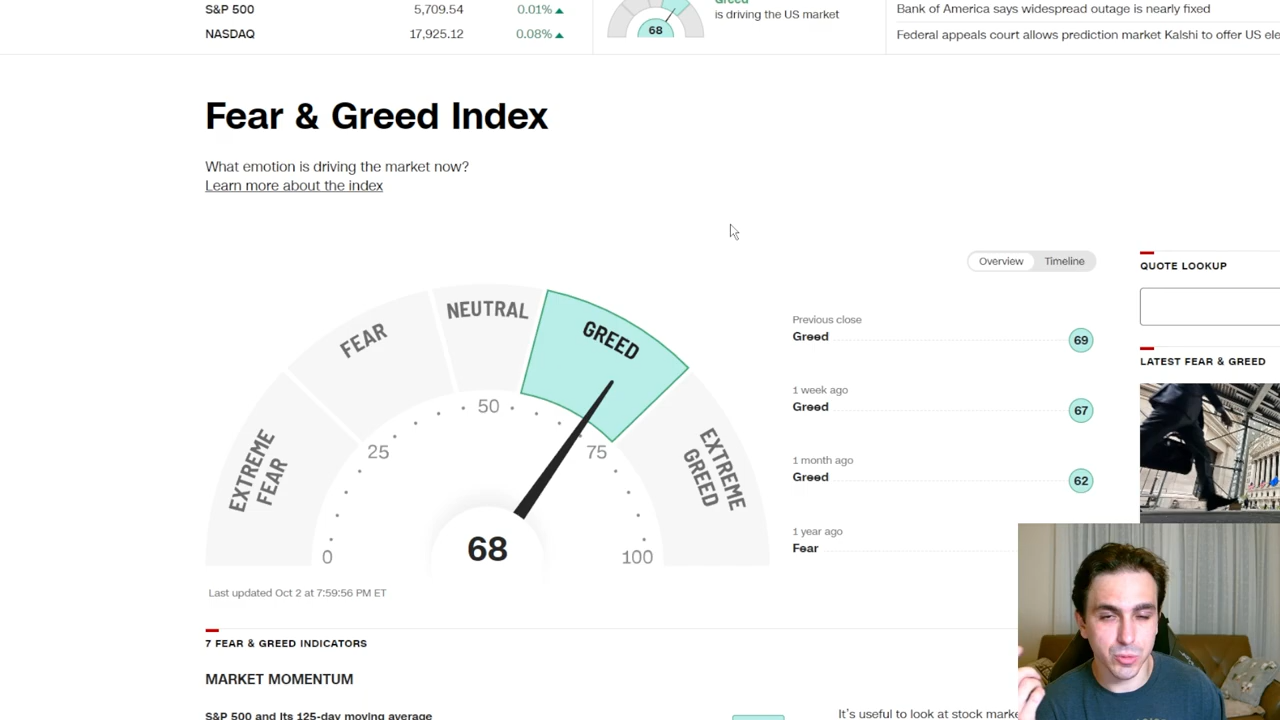 S&P 500 5,709.54 0.01%
NASDAQ 17,925.12 0.08%
Greed
is driving the US market
68
Bank of America says widespread outage is nearly fixed
Federal appeals court allows prediction market Kalshi to offer US ele
Fear & Greed Index
What emotion is driving the market now?
Learn more about the index
Overview Timeline
EXTREME FEAR
FEAR
NEUTRAL
GREED
EXTREME GREED
0
25
50
75
100
68
Last updated Oct 2 at 7:59:56 PM ET
Previous close
Greed 69
1 week ago
Greed 67
1 month ago
Greed 62
1 year ago
Fear
QUOTE LOOKUP
LATEST FEAR & GREED
7 FEAR & GREED INDICATORS
MARKET MOMENTUM
S&P 500 and its 125-day moving average
It's useful to look at stock marke